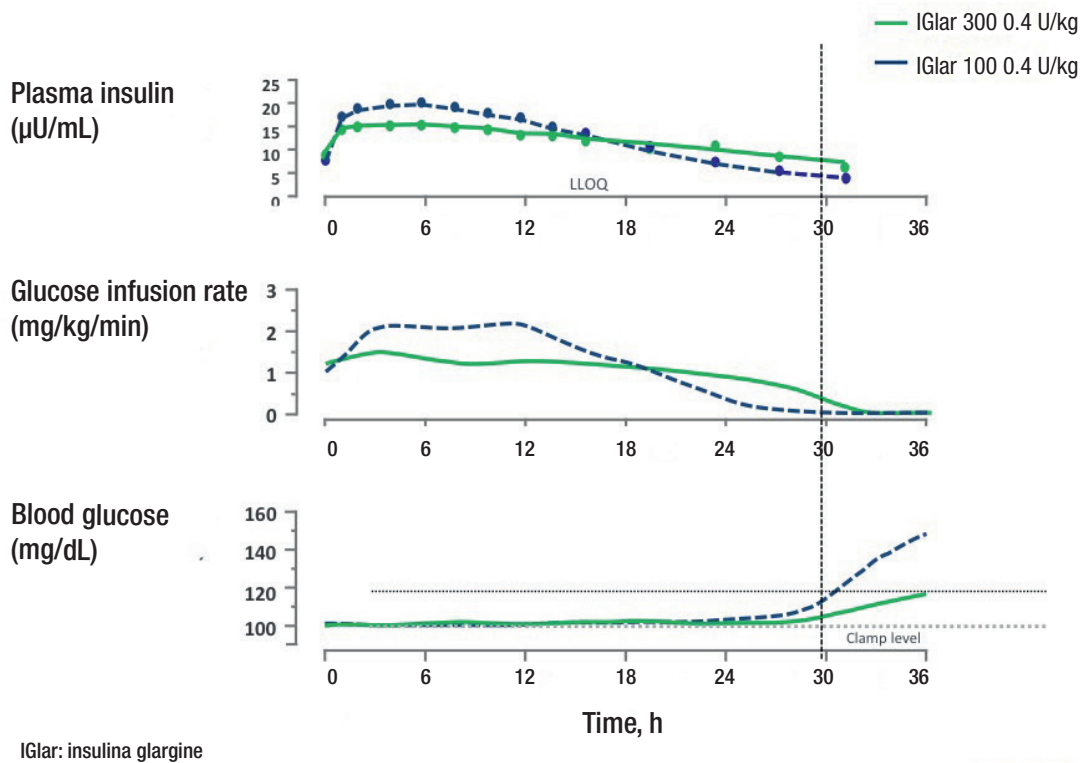 IGlar 300 0.4 U/kg
IGlar 100 0.4 U/kg
Plasma insulin
(µU/mL)
25
20
15
10
5
0
LLOQ
0 6 12 18 24 30 36
Glucose infusion rate
(mg/kg/min)
3
2
1
0
0 6 12 18 24 30 36
Blood glucose
(mg/dL)
160
140
120
100
Clamp level
0 6 12 18 24 30 36
Time, h
IGlar: insulina glargine